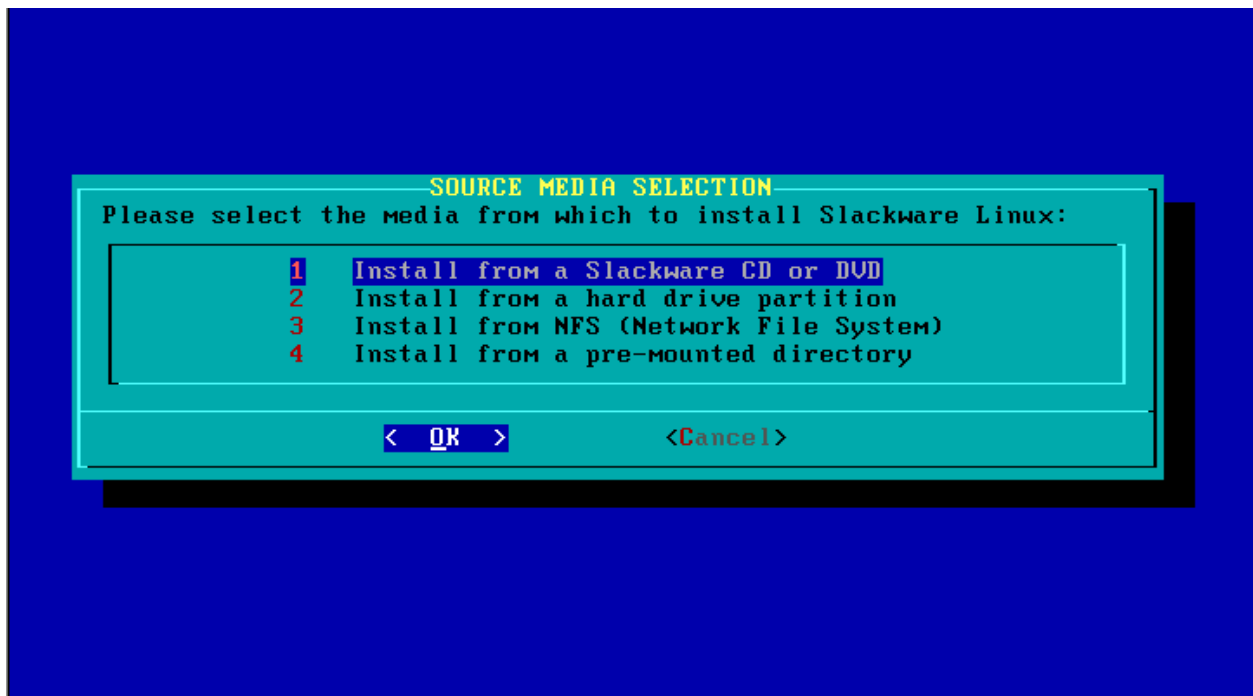 SOURCE MEDIA SELECTION
Please select the media from which to install Slackware Linux:
1 Install from a Slackware CD or DVD
2 Install from a hard drive partition
3 Install from NFS (Network File System)
4 Install from a pre-mounted directory
< OK > <Cancel>